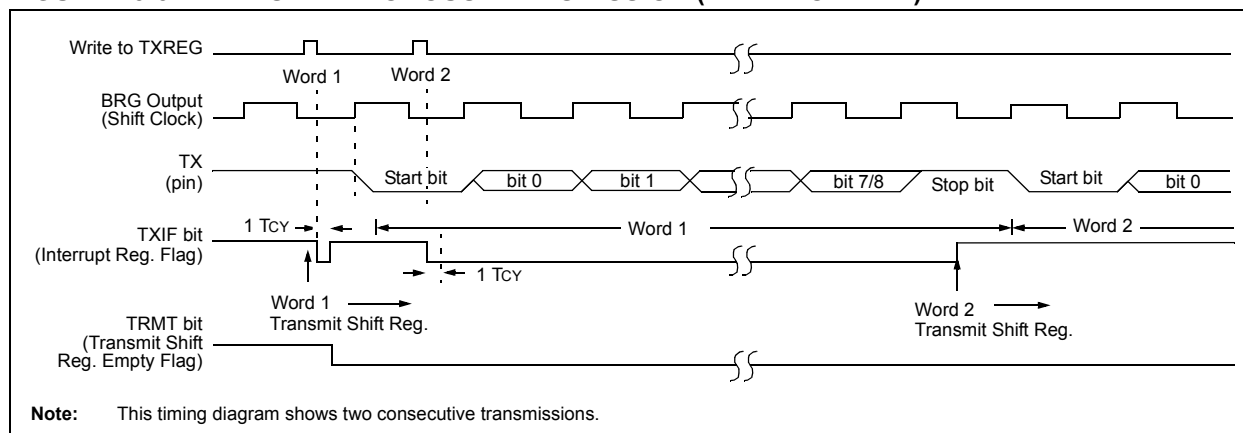 Write to TXREG
Word 1
Word 2
BRG Output
(Shift Clock)
TX
(pin)
Start bit
bit 0
bit 1
bit 7/8
Stop bit
Start bit
bit 0
1 TCY
TXIF bit
(Interrupt Reg. Flag)
Word 1
Word 2
1 TCY
Word 1
Transmit Shift Reg.
Word 2
Transmit Shift Reg.
TRMT bit
(Transmit Shift
Reg. Empty Flag)
Note: This timing diagram shows two consecutive transmissions.